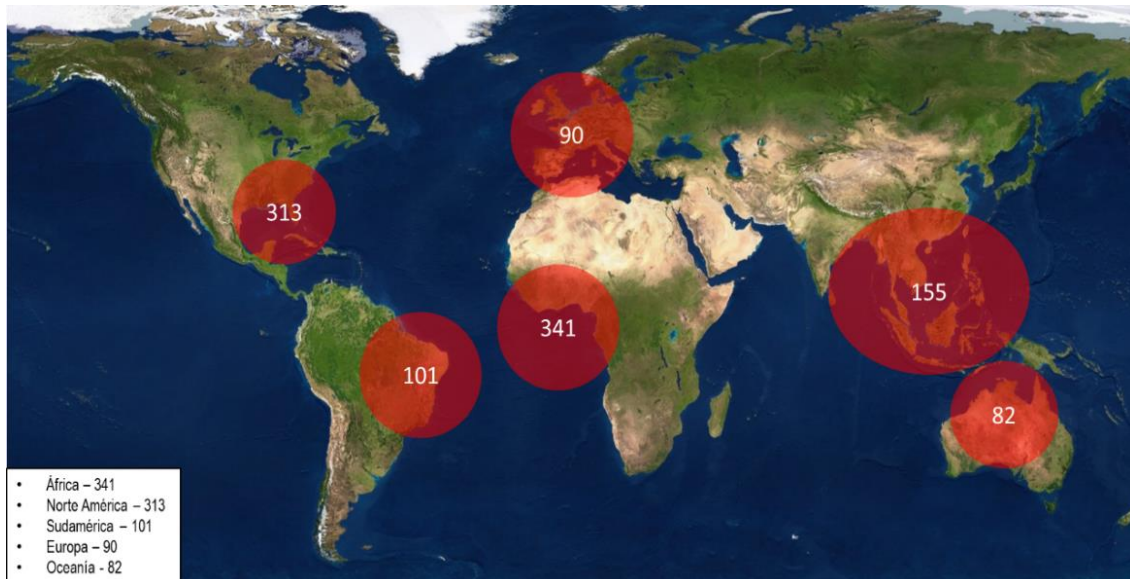 90
313
155
341
101
82
• África – 341
• Norte América – 313
• Sudamérica – 101
• Europa – 90
• Oceanía - 82